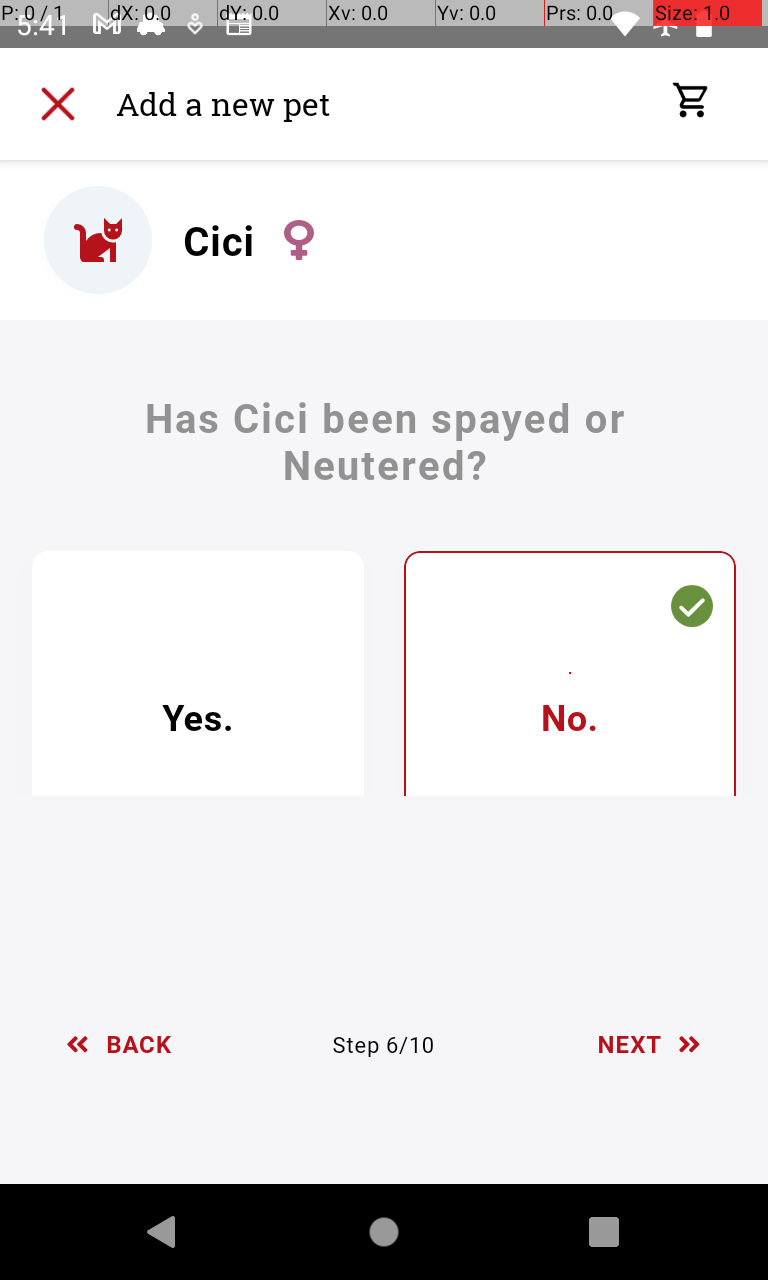 P: 0 / 1 dX: 0.0 dY: 0.0 Xv: 0.0 Yv: 0.0 Prs: 0.0 Size: 1.0
5:41
Add a new pet
Cici
Has Cici been spayed or
Neutered?
Yes.
No.
BACK
Step 6/10
NEXT